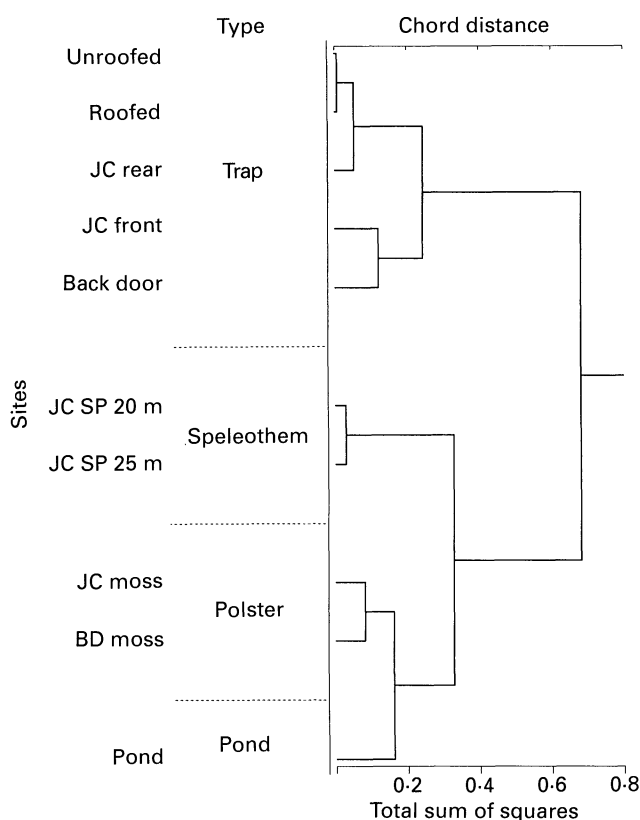 Type Chord distance
Unroofed
Roofed
JC rear Trap
JC front
Back door
Sites
JC SP 20 m
Speleothem
JC SP 25 m
JC moss
Polster
BD moss
Pond
Pond
0·2 0·4 0·6 0·8
Total sum of squares